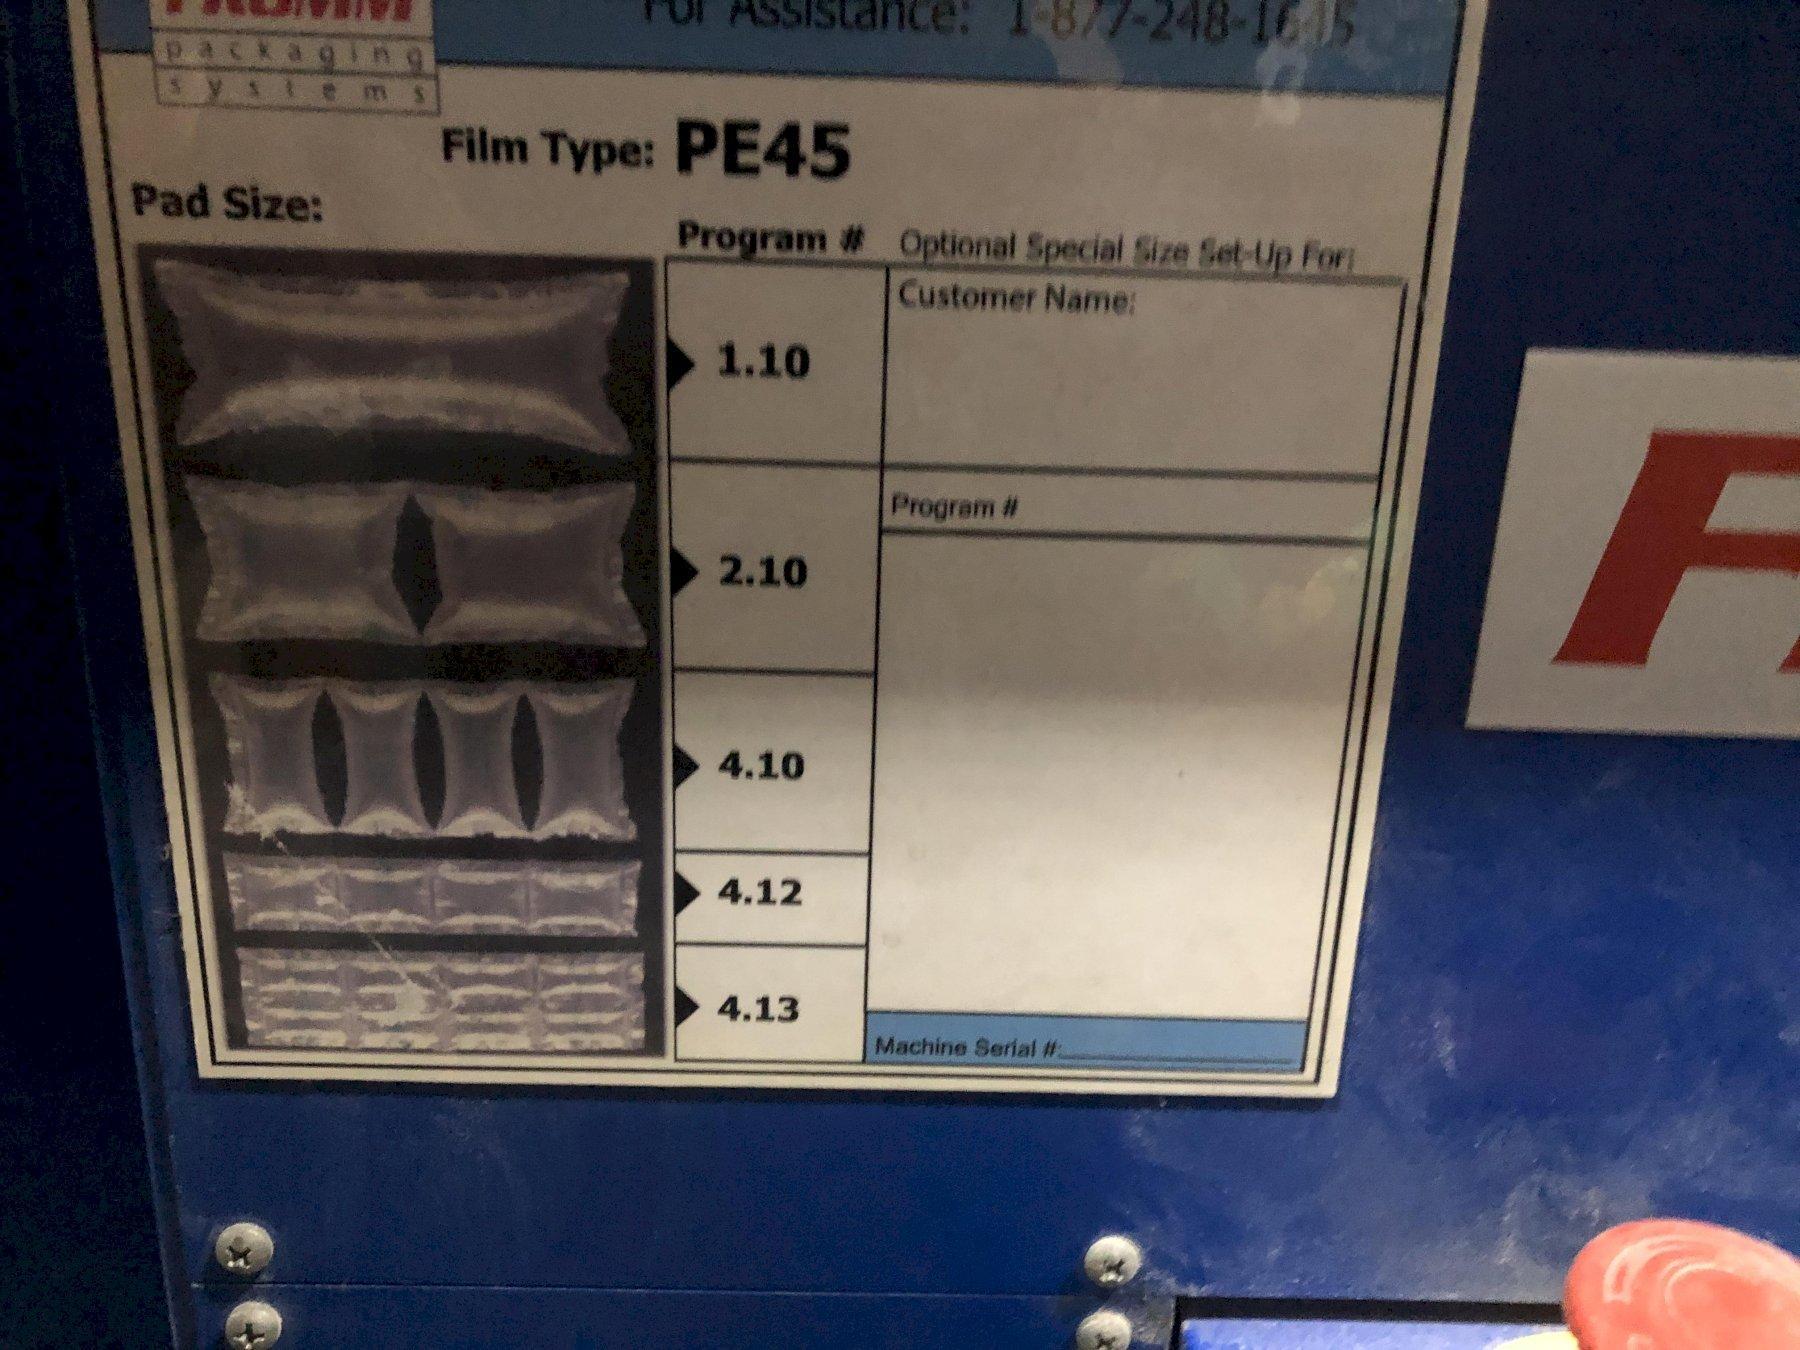 FROMM
packaging
systems
For Assistance: 1-877-248-1645
Film Type: PE45
Pad Size:
Program #
Optional Special Size Set-Up For:
Customer Name:
1.10
Program #
2.10
4.10
4.12
4.13
Machine Serial #: